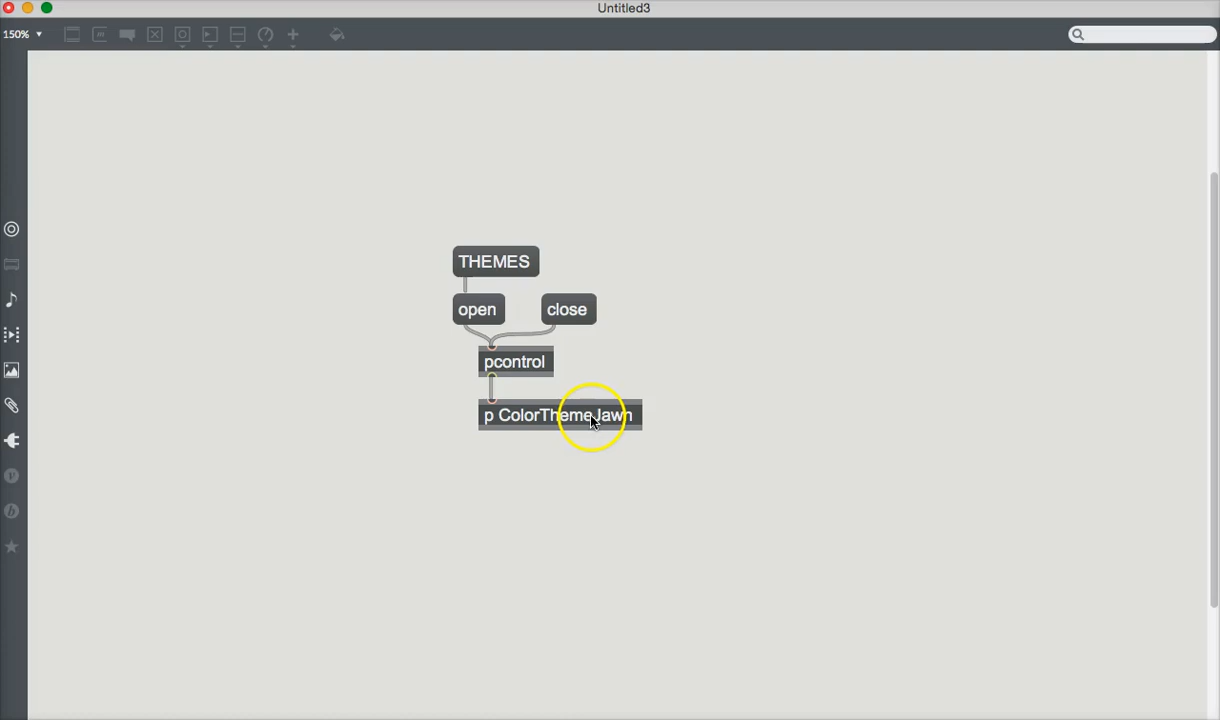 Untitled3
150%
THEMES
open close
pcontrol
p ColorThemeJawn